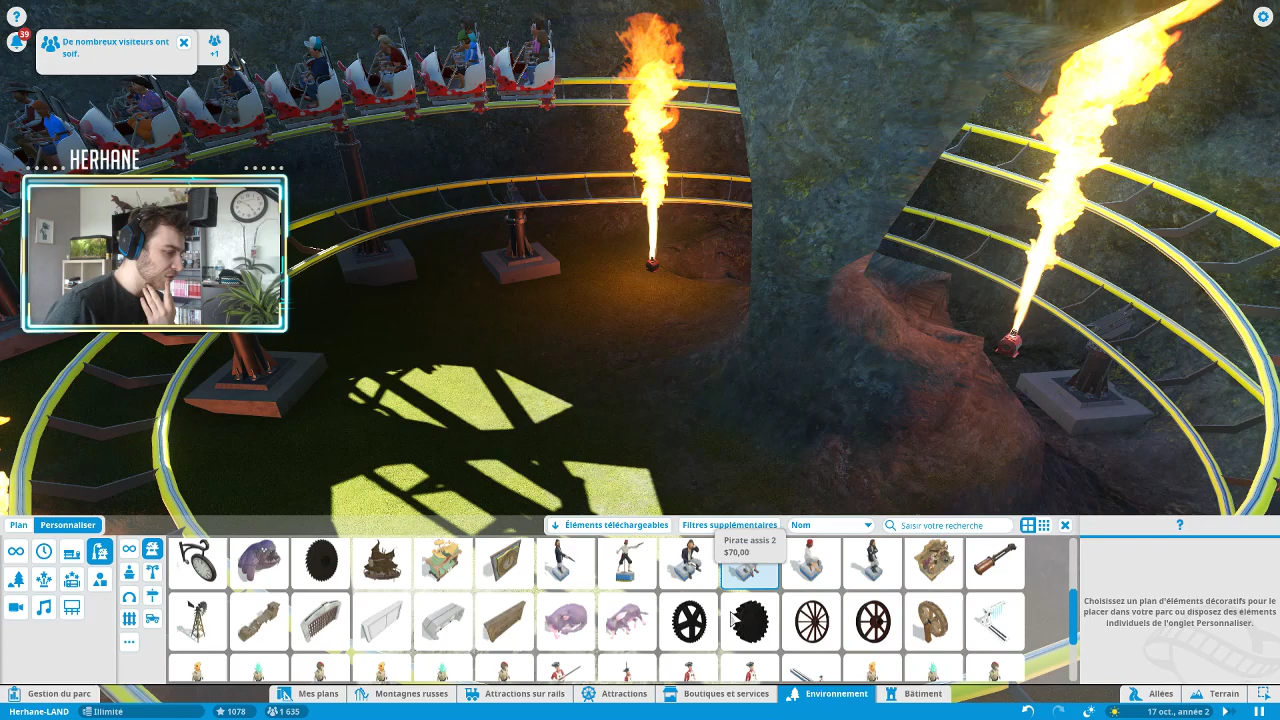 ?
39
De nombreux visiteurs ont
soif.
+1
HERHANE
Plan
Personnaliser
Éléments téléchargeables
Filtres supplémentaires
Nom
Saisir votre recherche
?
Pirate assis 2
$70,00
Choisissez un plan d'éléments décoratifs pour le
placer dans votre parc ou disposez des éléments
individuels de l'onglet Personnaliser.
Gestion du parc
Mes plans
Montagnes russes
Attractions sur rails
Attractions
Boutiques et services
Environnement
Bâtiment
Allées
Terrain
Herhane-LAND
Illimité
1078
1 635
17 oct., année 2